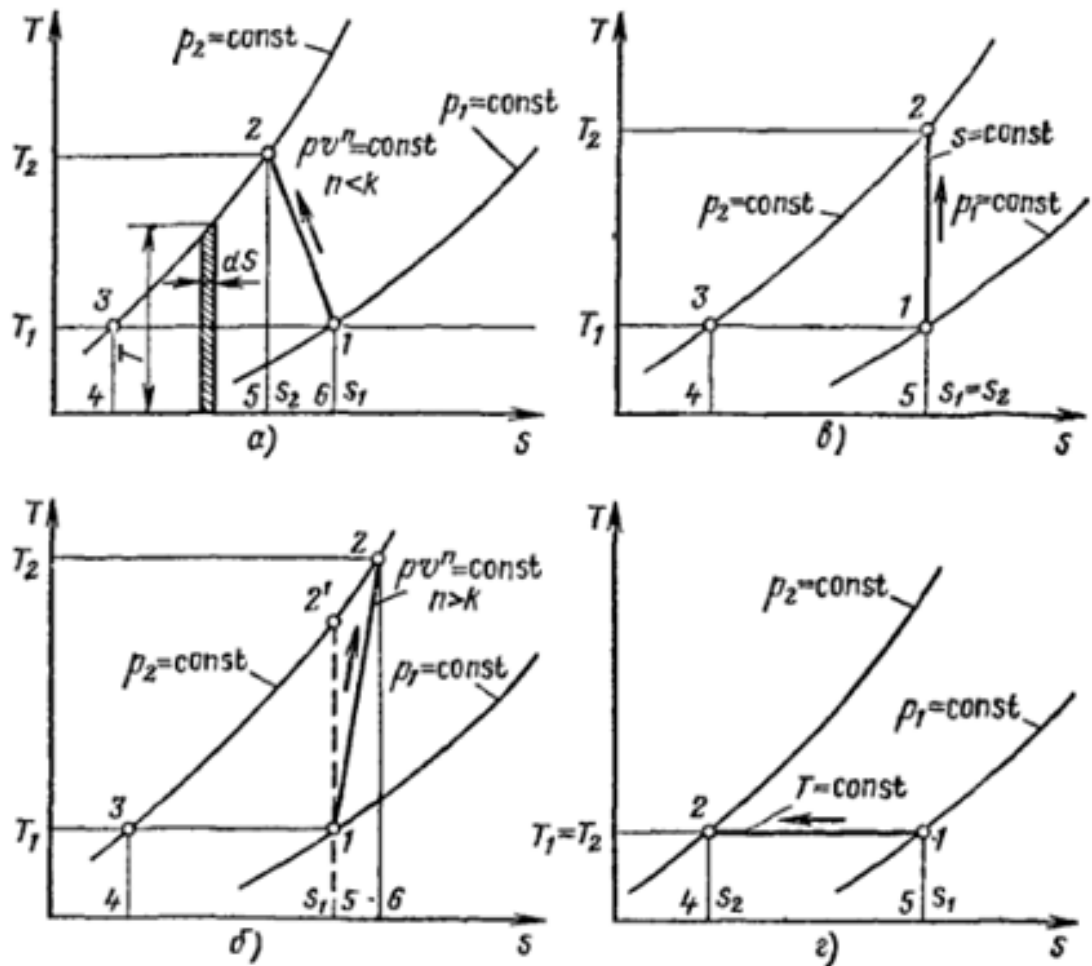 T
p₂=const
p₁=const
2
T₂
pvⁿ=const
n<k
dS
3
T₁
T
1
4
5
s₂
6
s₁
s
а)
T
2
T₂
s=const
p₂=const
p₁=const
3
T₁
1
4
5
s₁=s₂
s
в)
T
2
T₂
pvⁿ=const
n>k
2'
p₂=const
p₁=const
3
T₁
1
4
s₁
5
6
s
б)
T
p₂=const
p₁=const
2
T=const
T₁=T₂
1
4
s₂
5
s₁
s
г)